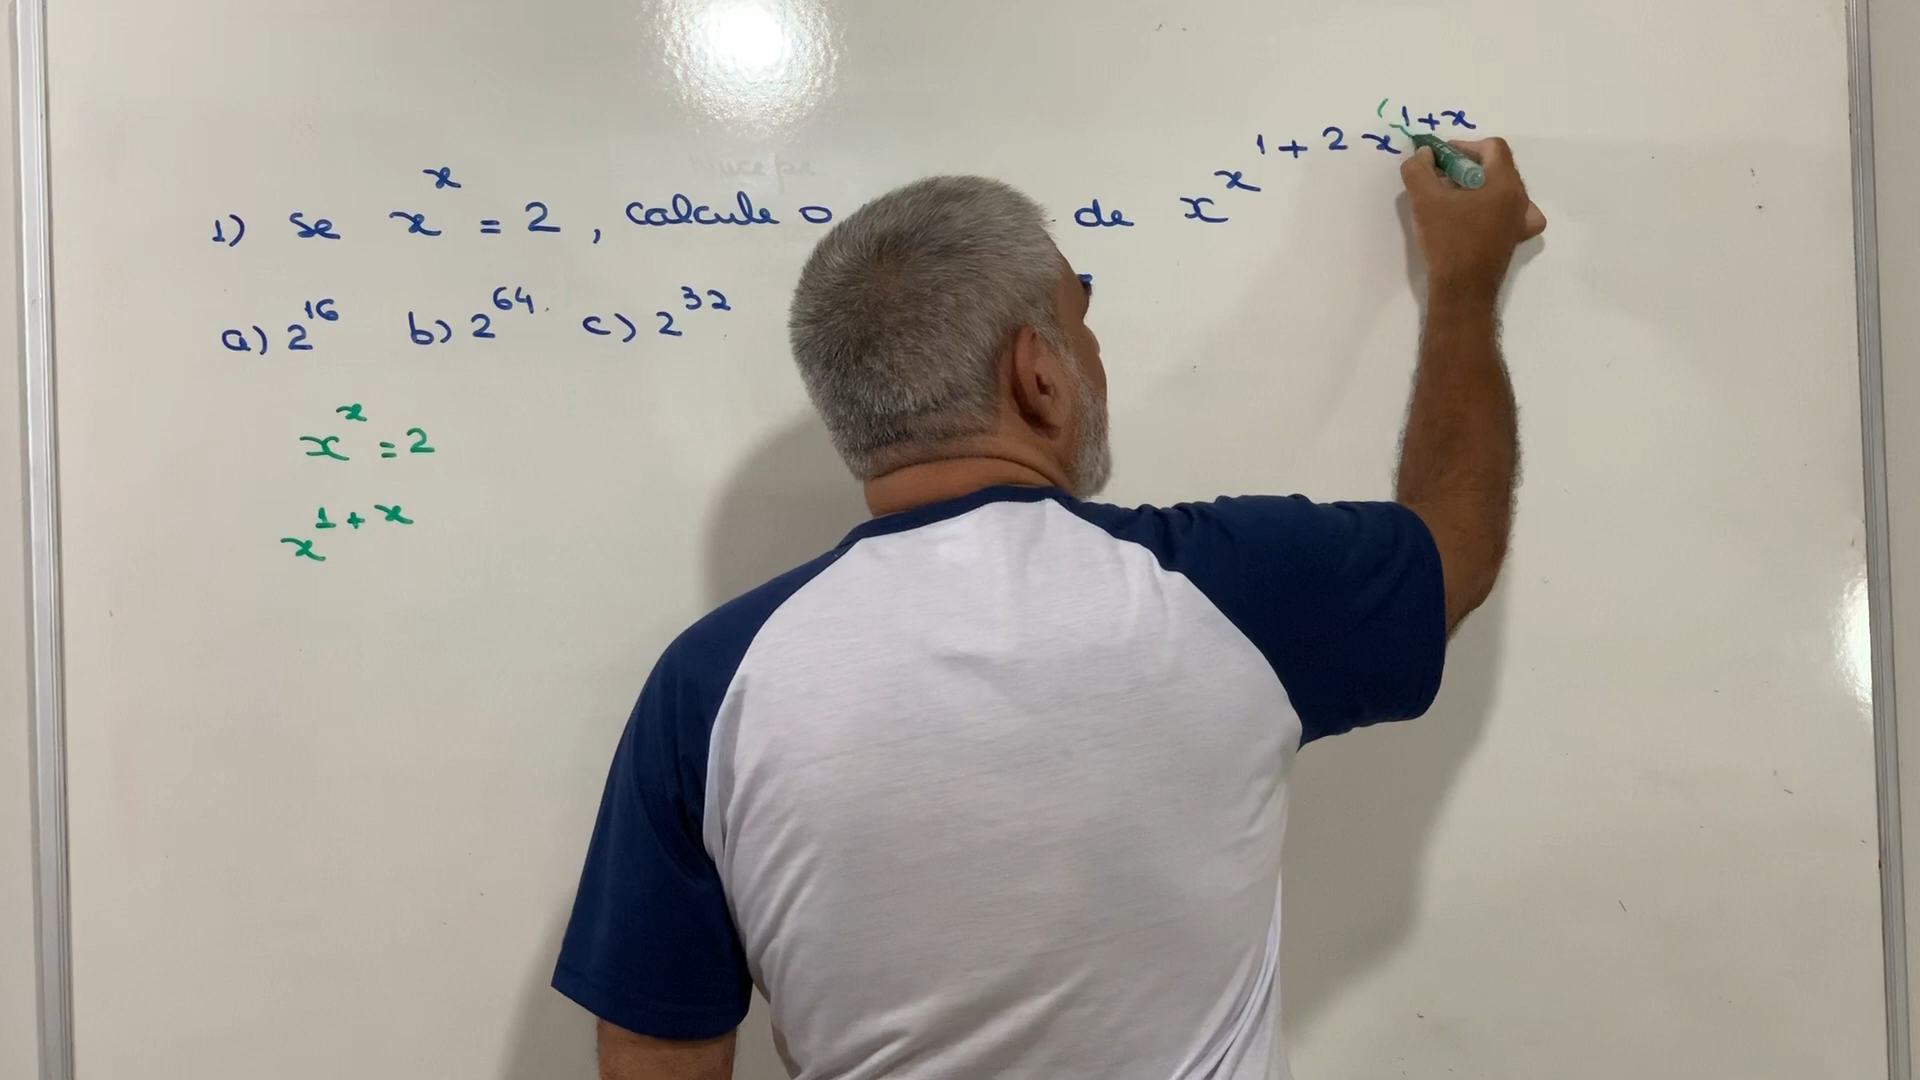 1) se x^x = 2, calcule o de x^x^1+2x^1+x
a) 2^16 b) 2^64 c) 2^32
x^x = 2
x^1+x